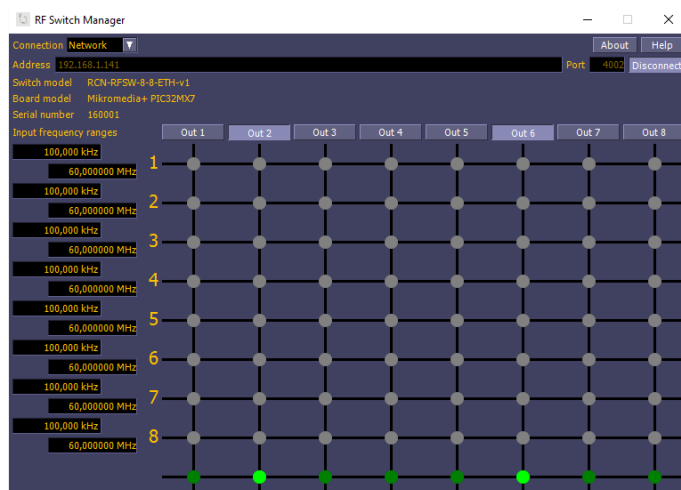 RF Switch Manager
Connection Network About Help
Address 192.168.1.141 Port 4002 Disconnect
Switch model RCN-RFSW-8-8-ETH-v1
Board model Mikromedia+ PIC32MX7
Serial number 160001
Input frequency ranges Out 1 Out 2 Out 3 Out 4 Out 5 Out 6 Out 7 Out 8
100,000 kHz
1
60,000000 MHz
100,000 kHz
2
60,000000 MHz
100,000 kHz
3
60,000000 MHz
100,000 kHz
4
60,000000 MHz
100,000 kHz
5
60,000000 MHz
100,000 kHz
6
60,000000 MHz
100,000 kHz
7
60,000000 MHz
100,000 kHz
8
60,000000 MHz